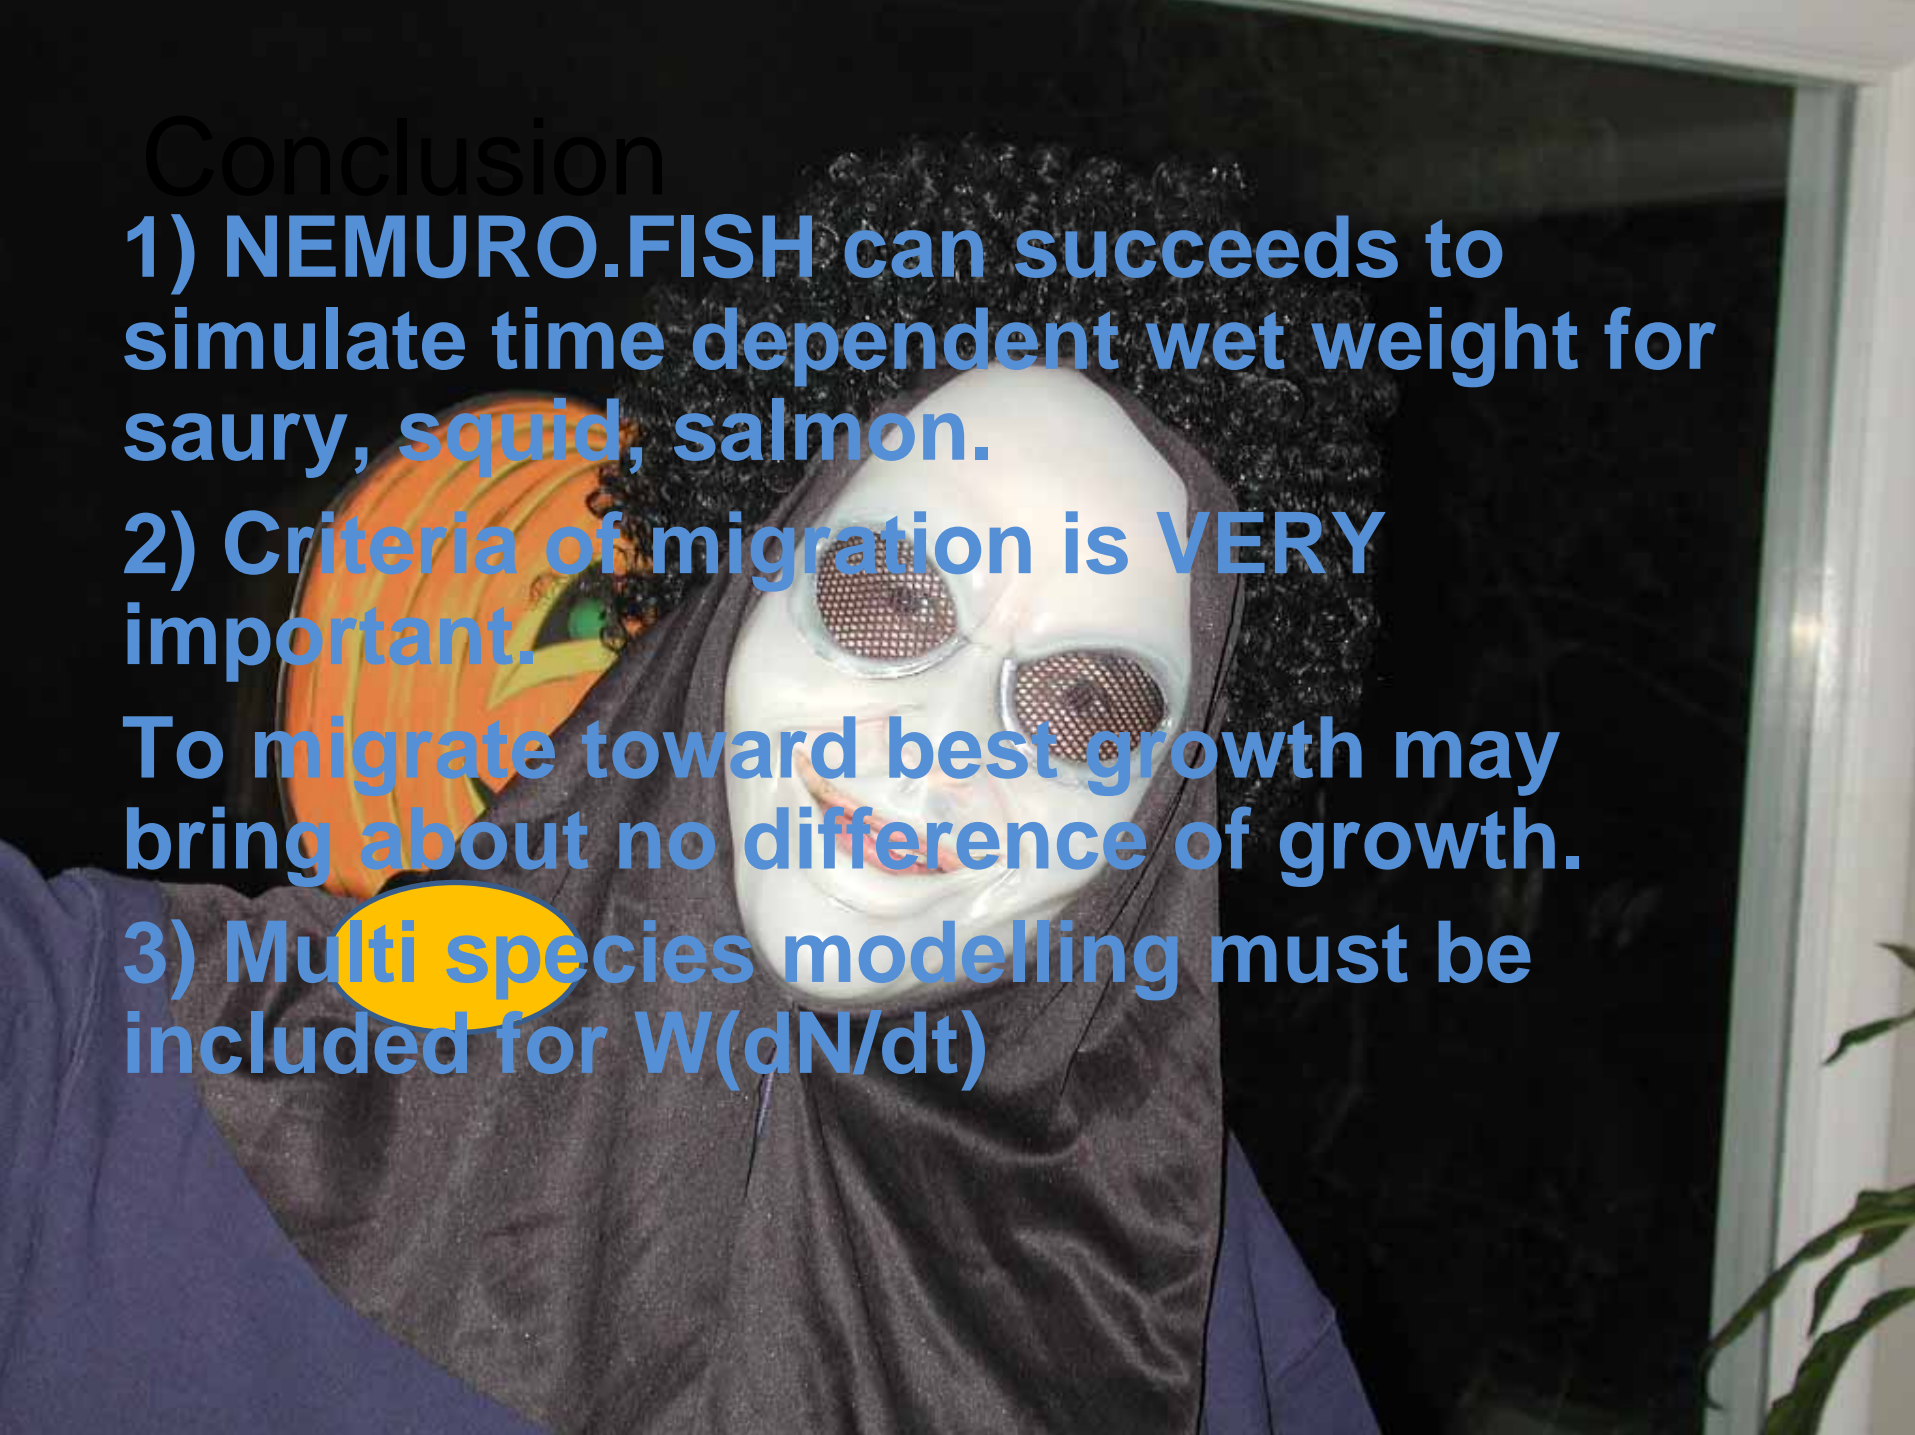 Conclusion
1) NEMURO.FISH can succeeds to
simulate time dependent wet weight for
saury, squid, salmon.
2) Criteria of migration is VERY
important.
To migrate toward best growth may
bring about no difference of growth.
3) Multi species modelling must be
included for W(dN/dt)